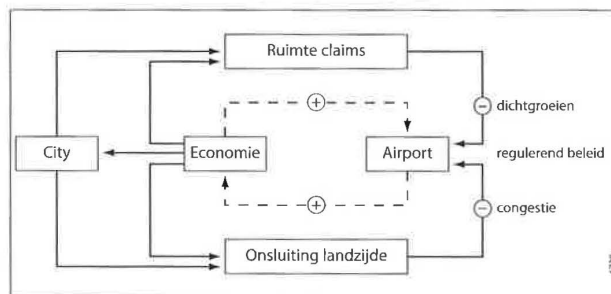 Ruimte claims
dichtgroeien
City
Economie
Airport
regulerend beleid
congestie
Onsluiting landzijde